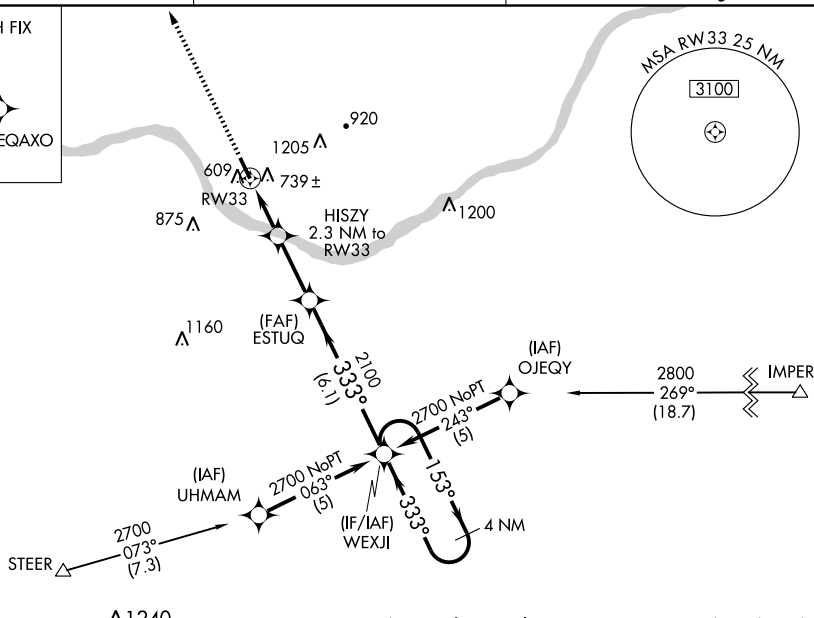 H FIX
EQAXO
MSA RW33 25 NM
3100
920
1205
609
739±
RW33
875
HISZY
2.3 NM to
RW33
1200
(FAF)
ESTUQ
1160
2100
333°
(6.1)
(IAF)
OJEQY
2800
269°
(18.7)
IMPER
2700 NoPT
243°
(5)
(IAF)
UHMAM
2700 NoPT
063°
(5)
(IF/IAF)
WEXJI
153°
333°
4 NM
2700
073°
(7.3)
STEER
1240